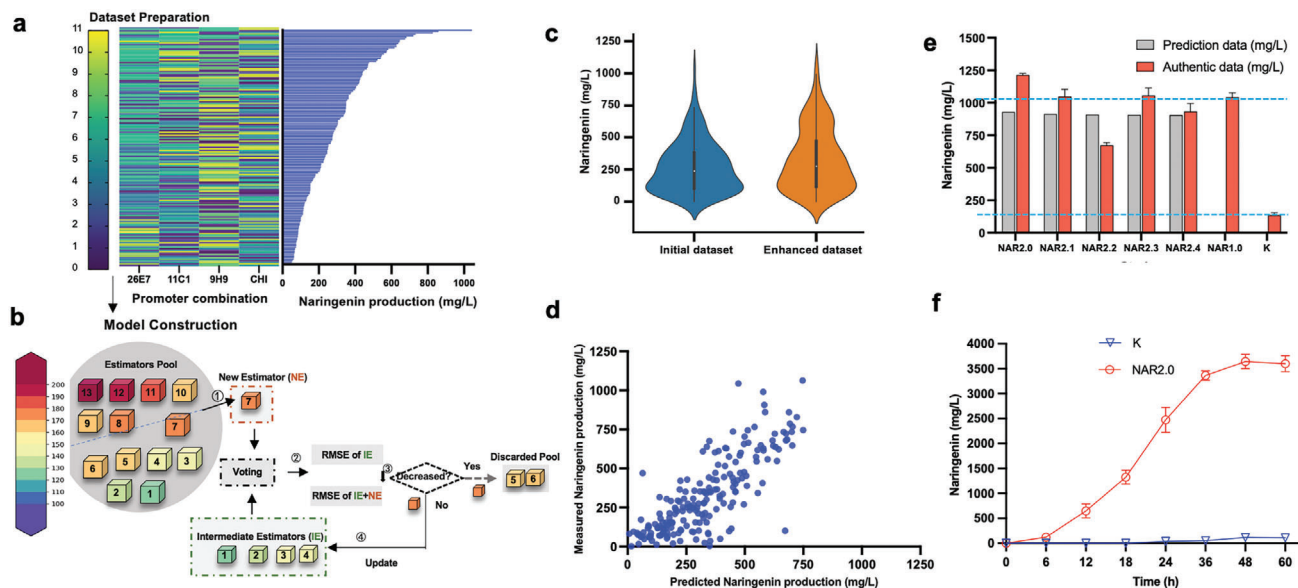 a
Dataset Preparation
11
10
9
8
7
6
5
4
3
2
1
0
26E7
11C1
9H9
CHI
Promoter combination
0
200
400
600
800
1000
Naringenin production (mg/L)
b
Model Construction
200
190
180
170
160
150
140
130
120
110
100
Estimators Pool
13
12
11
10
9
8
7
6
5
4
3
2
1
①
New Estimator (NE)
7
Voting
②
RMSE of IE
RMSE of IE+NE
③
Decreased?
Yes
No
Discarded Pool
5
6
④
Update
Intermediate Estimators (IE)
1
2
3
4
c
Naringenin (mg/L)
1250
1000
750
500
250
0
Initial dataset
Enhanced dataset
d
Measured Naringenin production (mg/L)
1250
1000
750
500
250
0
0
250
500
750
1000
1250
Predicted Naringenin production (mg/L)
e
Naringenin (mg/L)
1500
1250
1000
750
500
250
0
Prediction data (mg/L)
Authentic data (mg/L)
NAR2.0
NAR2.1
NAR2.2
NAR2.3
NAR2.4
NAR1.0
K
f
Naringenin (mg/L)
4000
3500
3000
2500
2000
1500
1000
500
0
K
NAR2.0
0
6
12
18
24
36
48
60
Time (h)